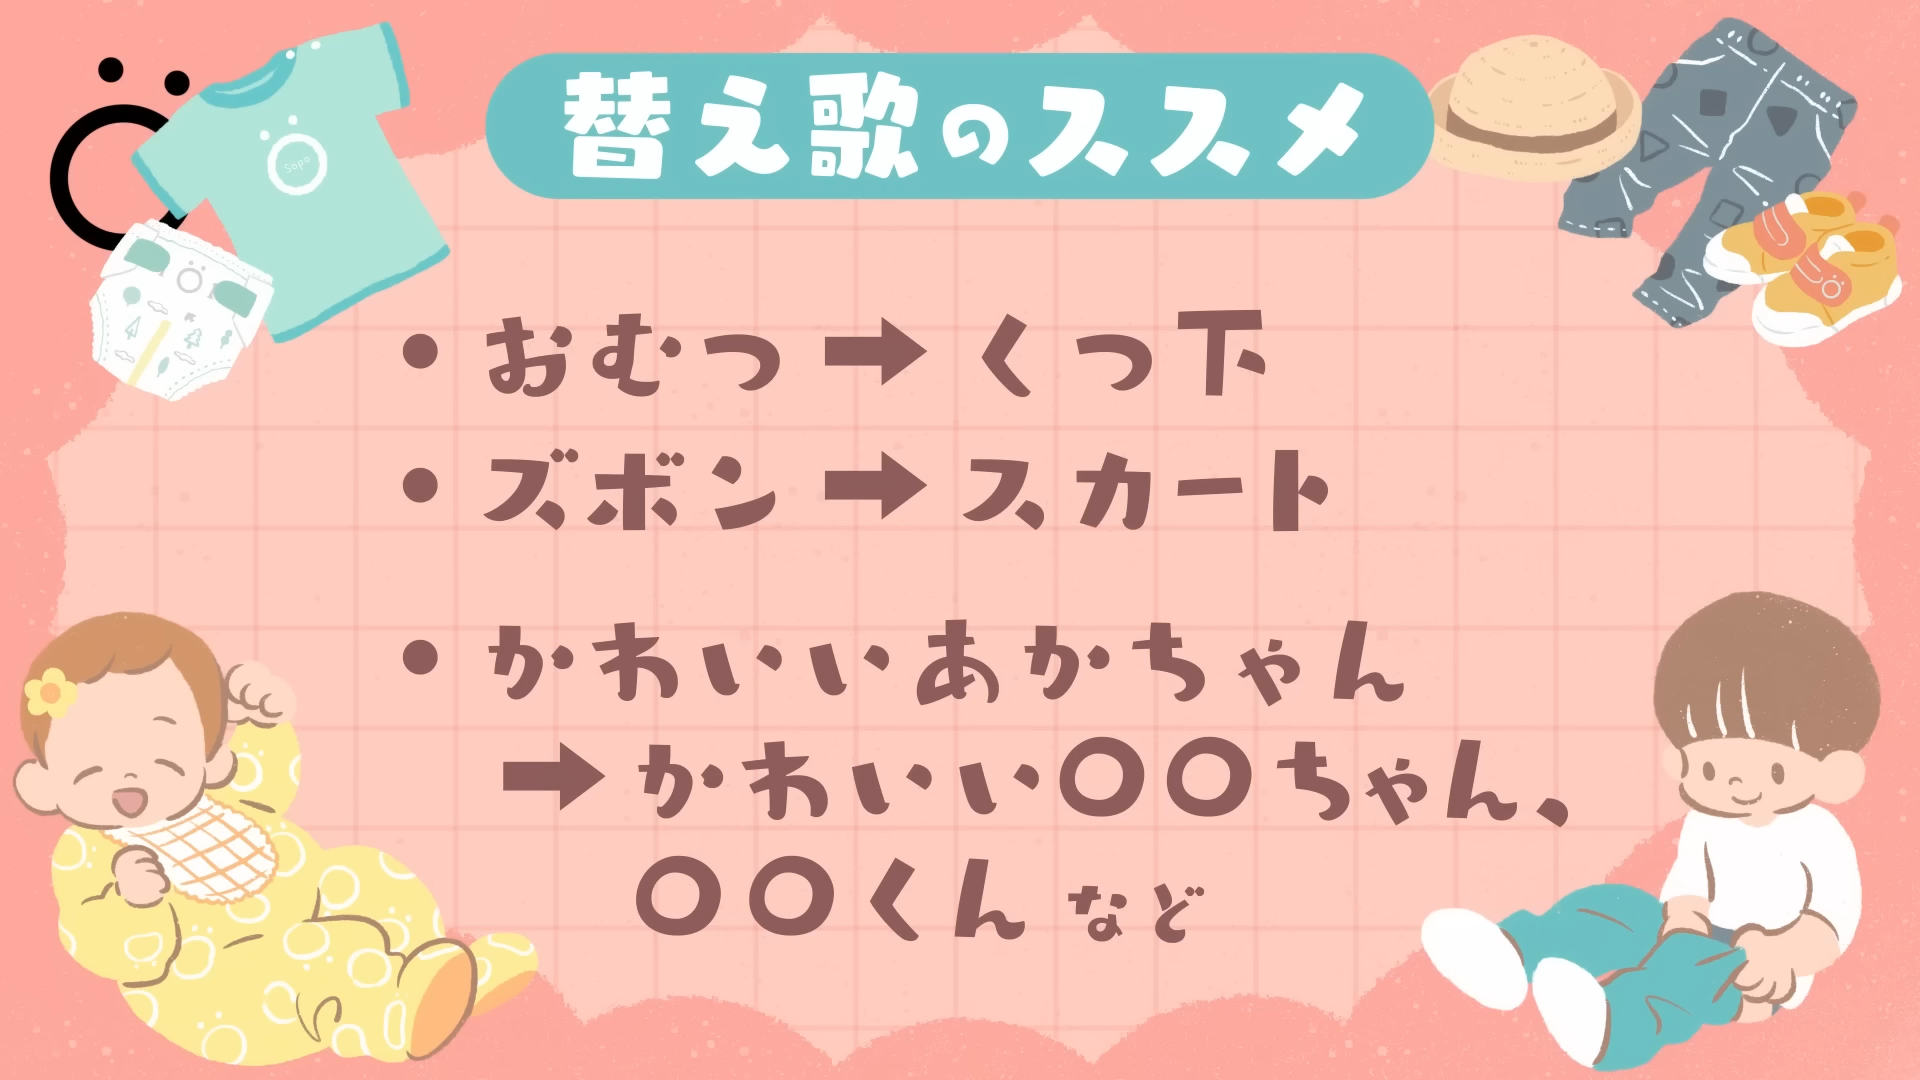 替え歌のススメ
sopo
• おむつ ➡ くつ下
• ズボン ➡ スカート
• かわいいあかちゃん
➡ かわいい〇〇ちゃん、
〇〇くん など